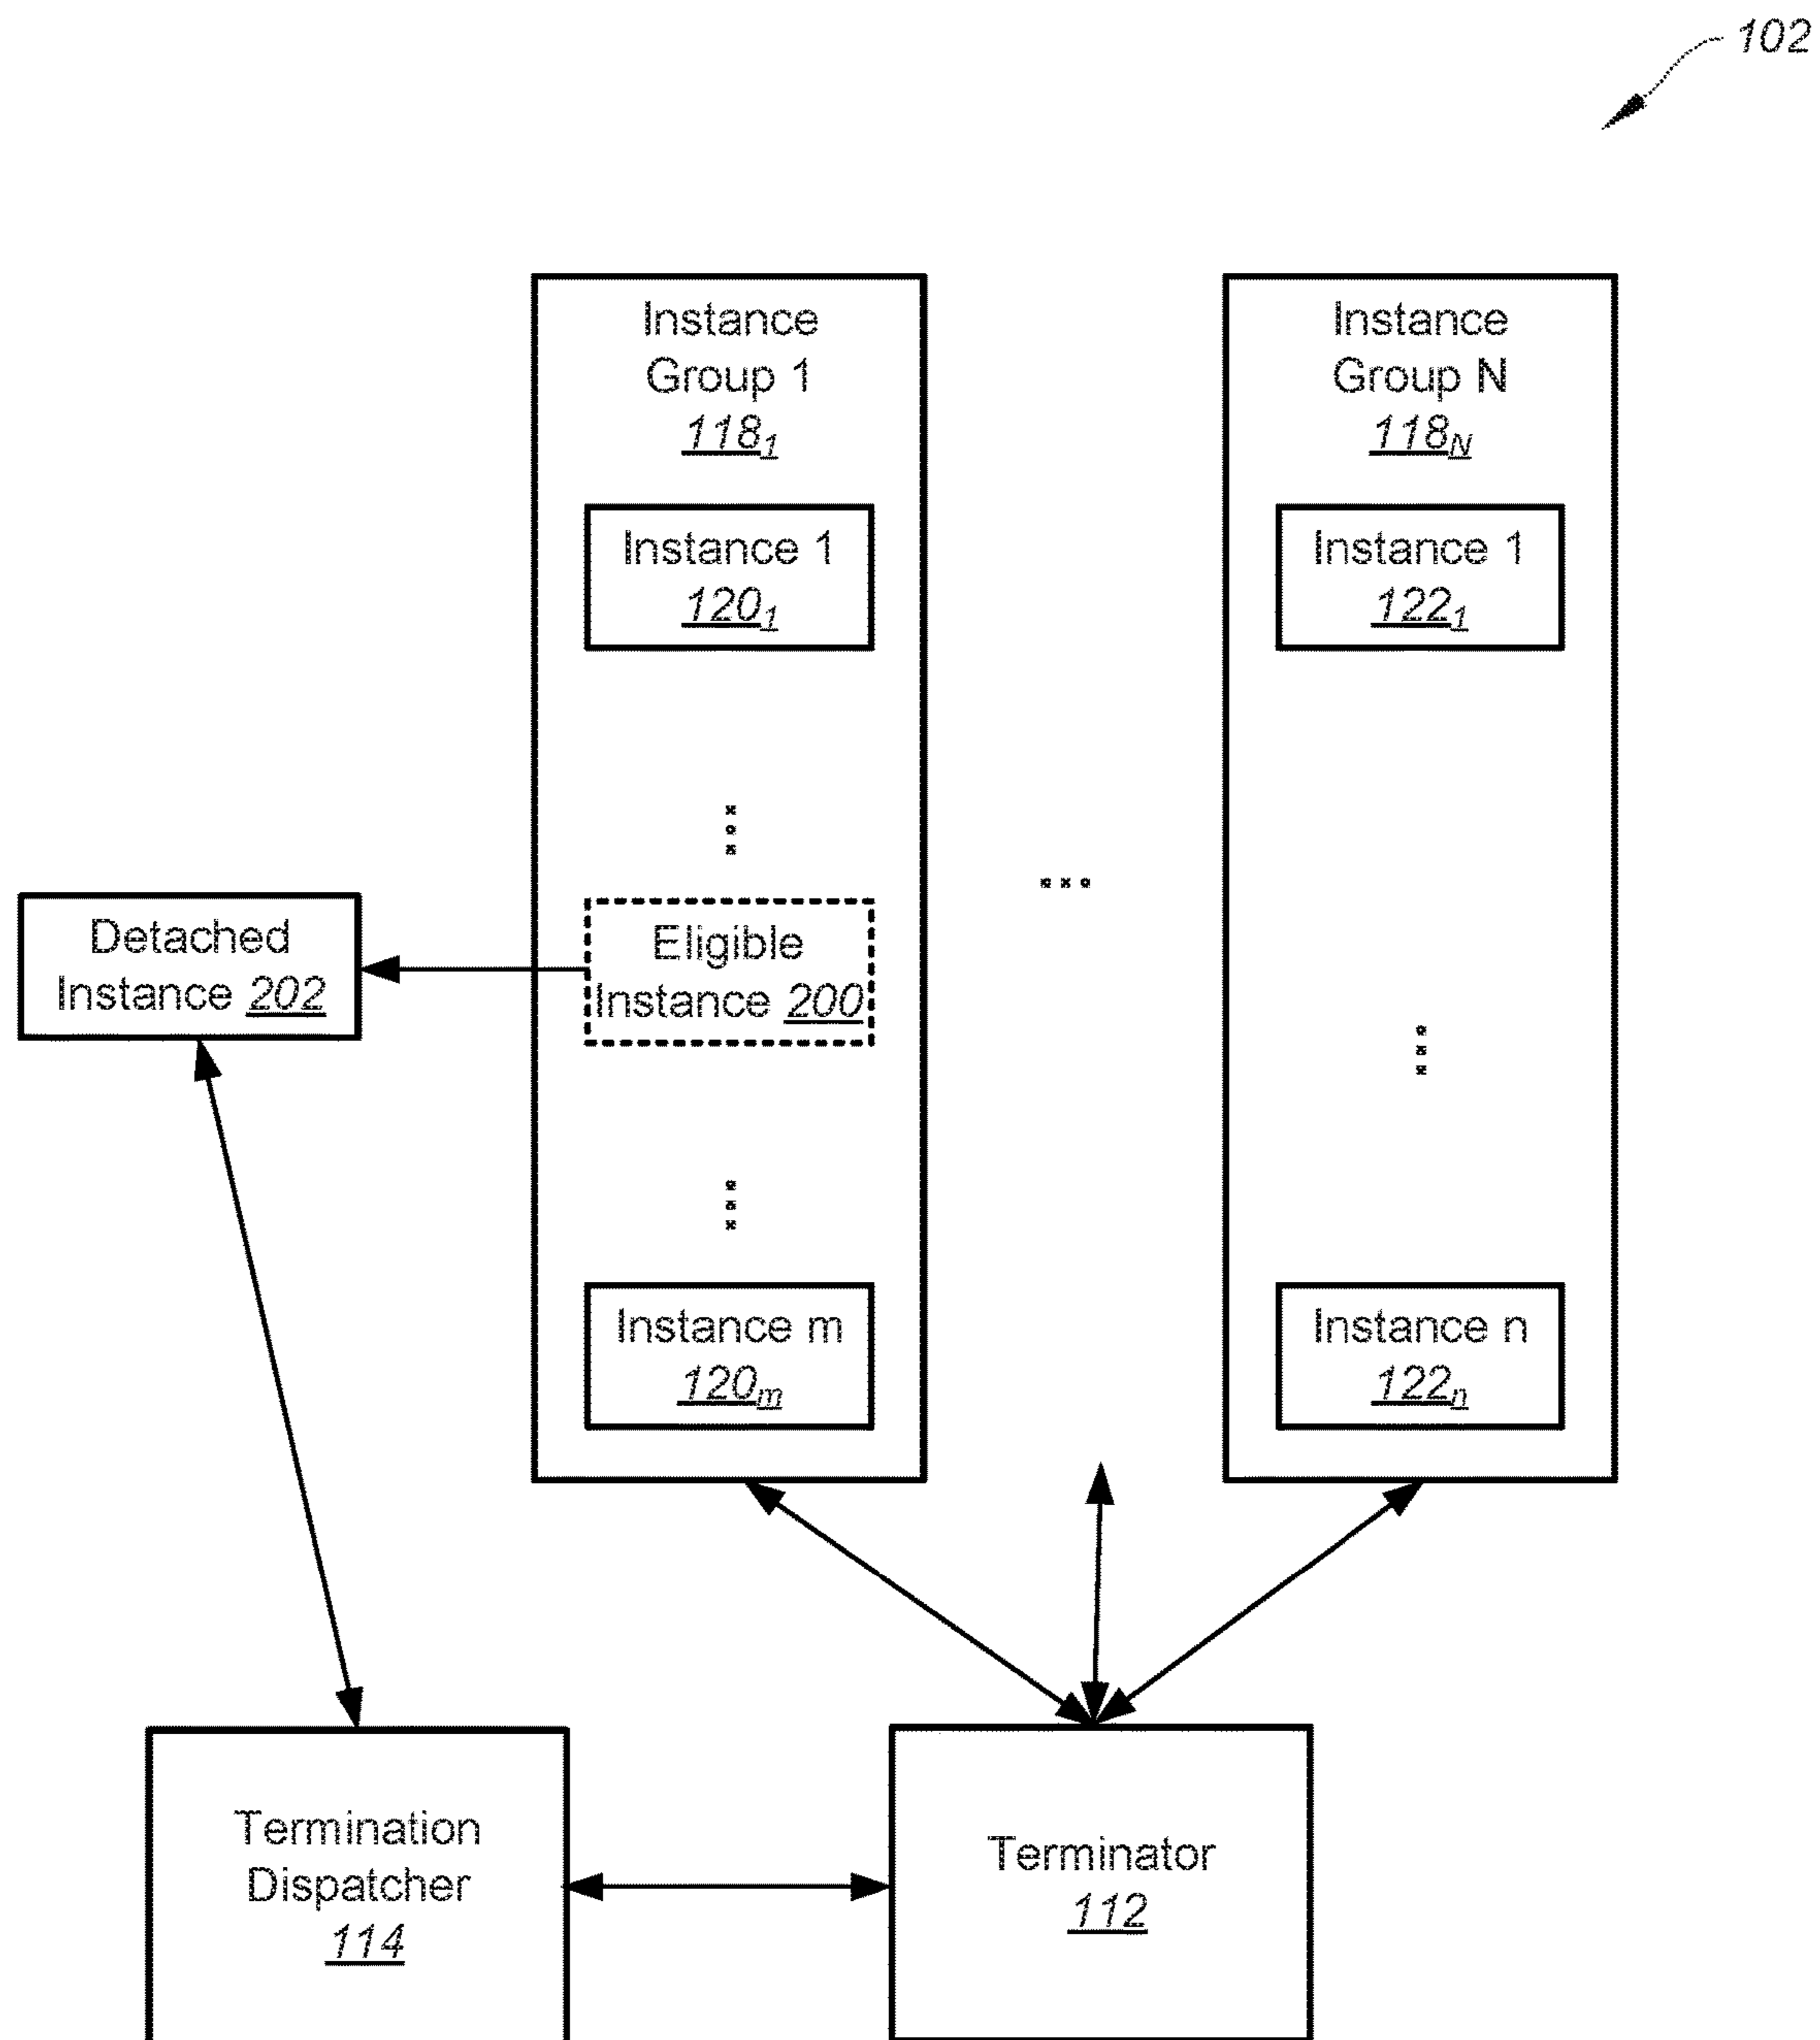 102
Instance
Group 1
118₁
Instance
Group N
118N
Instance 1
120₁
Instance 1
122₁
Detached
Instance 202
Eligible
Instance 200
Instance m
120ₘ
Instance n
122ₙ
Termination
Dispatcher
114
Terminator
112